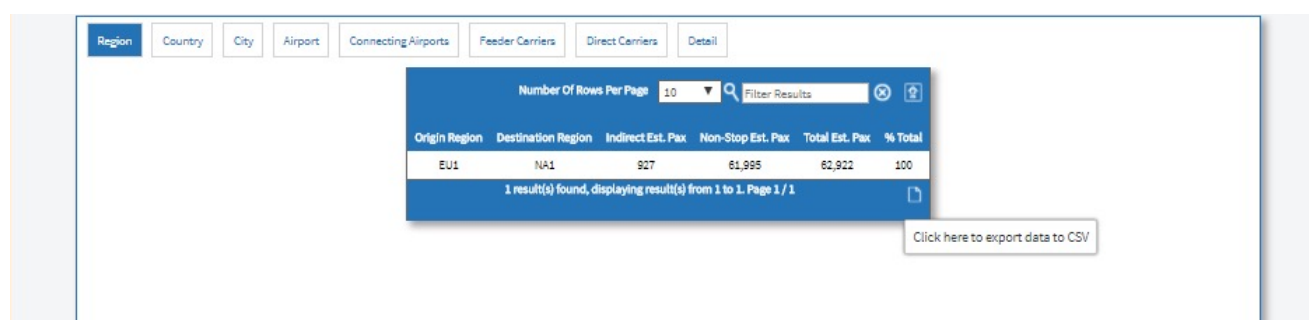 Region Country City Airport Connecting Airports Feeder Carriers Direct Carriers Detail
Number Of Rows Per Page 10 Filter Results
Origin Region Destination Region Indirect Est. Pax Non-Stop Est. Pax Total Est. Pax % Total
EU1 NA1 927 61,995 62,922 100
1 result(s) found, displaying result(s) from 1 to 1. Page 1 / 1
Click here to export data to CSV